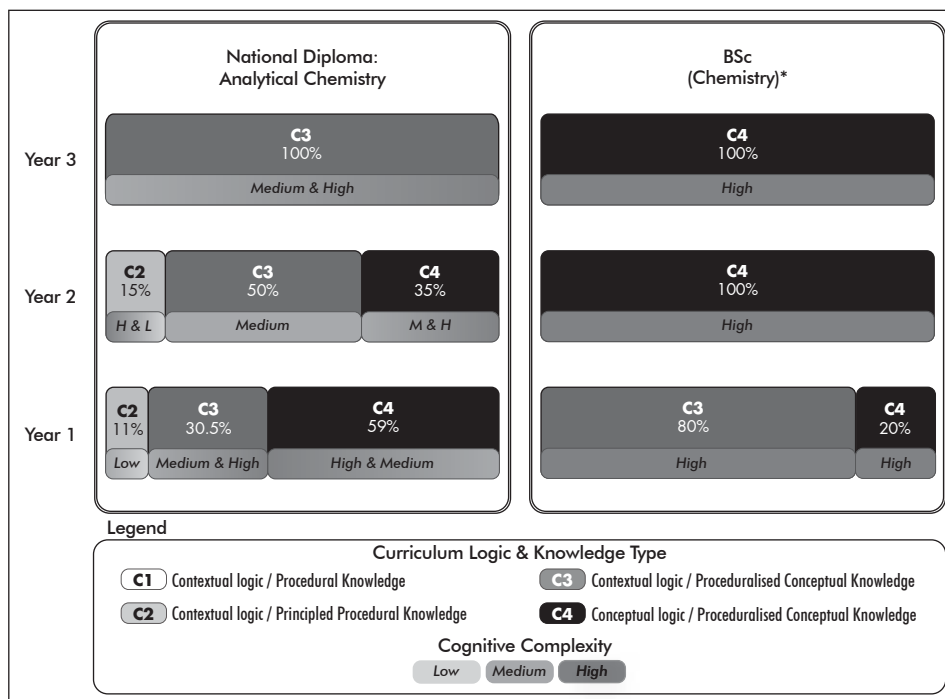 National Diploma:
Analytical Chemistry
BSc
(Chemistry)*
Year 3
C3
100%
Medium & High
C4
100%
High
Year 2
C2
15%
H & L
C3
50%
Medium
C4
35%
M & H
C4
100%
High
Year 1
C2
11%
Low
C3
30.5%
Medium & High
C4
59%
High & Medium
C3
80%
High
C4
20%
High
Legend
Curriculum Logic & Knowledge Type
C1 Contextual logic / Procedural Knowledge
C3 Contextual logic / Proceduralised Conceptual Knowledge
C2 Contextual logic / Principled Procedural Knowledge
C4 Conceptual logic / Proceduralised Conceptual Knowledge
Cognitive Complexity
Low Medium High